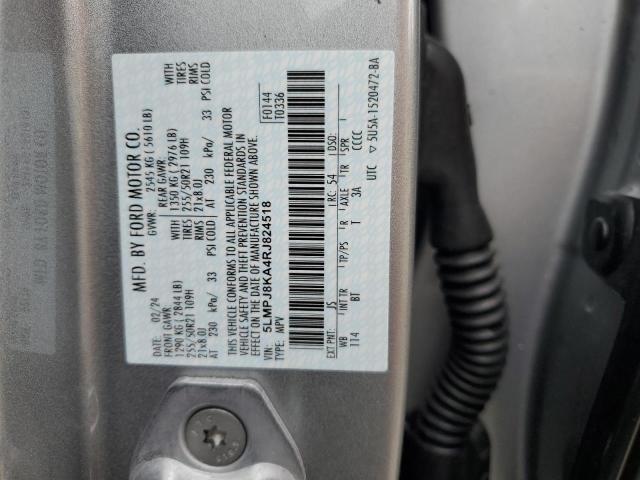 MFD. BY FORD MOTOR CO.
DATE: 02/24 GVWR: 2545 KG ( 5610 LB)
FRONT GAWR: REAR GAWR:
1290 KG ( 2844 LB) WITH 1350 KG ( 2976 LB) WITH
255/50R21 109H TIRES 255/50R21 109H TIRES
21x8.0J RIMS 21x8.0J RIMS
AT 230 kPa/ 33 PSI COLD AT 230 kPa/ 33 PSI COLD
THIS VEHICLE CONFORMS TO ALL APPLICABLE FEDERAL MOTOR
VEHICLE SAFETY AND THEFT PREVENTION STANDARDS IN
EFFECT ON THE DATE OF MANUFACTURE SHOWN ABOVE.
VIN: 5LMPJ8KA4RJ824518 F0144
TYPE: MPV T0336
EXT PNT: JS RC: 54 DSO:
WB INT TR TP/PS R AXLE TR SPR
114 BT T 3A CCCC
UTC ▽ 5U5A-1520472-BA